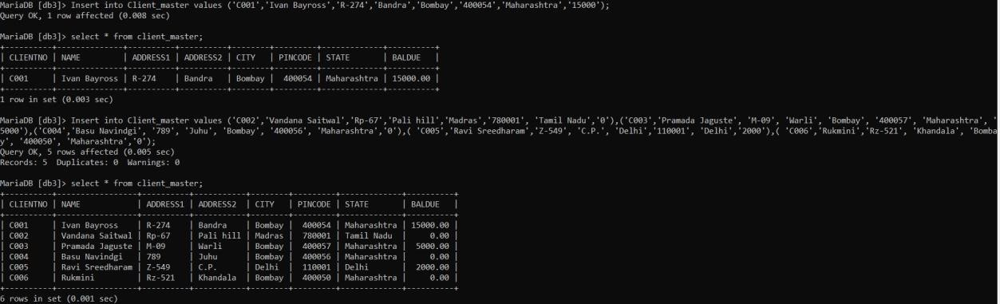 MariaDB [db3]> Insert into Client_master values ('C001','Ivan Bayross','R-274','Bandra','Bombay','400054','Maharashtra','15000');
Query OK, 1 row affected (0.008 sec)
MariaDB [db3]> select * from client_master;
+----------+--------------+----------+----------+--------+---------+-------------+----------+
| CLIENTNO | NAME | ADDRESS1 | ADDRESS2 | CITY | PINCODE | STATE | BALDUE |
+----------+--------------+----------+----------+--------+---------+-------------+----------+
| C001 | Ivan Bayross | R-274 | Bandra | Bombay | 400054 | Maharashtra | 15000.00 |
+----------+--------------+----------+----------+--------+---------+-------------+----------+
1 row in set (0.003 sec)
MariaDB [db3]> Insert into Client_master values ('C002','Vandana Saitwal','Rp-67','Pali hill','Madras','780001', 'Tamil Nadu','0'),('C003','Pramada Jaguste', 'M-09', 'Warli', 'Bombay', '400057', 'Maharashtra', '
5000'),('C004','Basu Navindgi', '789', 'Juhu', 'Bombay', '400056', 'Maharashtra','0'),( 'C005','Ravi Sreedharam','Z-549', 'C.P.', 'Delhi','110001', 'Delhi','2000'),( 'C006','Rukmini','Rz-521', 'Khandala', 'Bomba
y', '400050', 'Maharashtra','0');
Query OK, 5 rows affected (0.005 sec)
Records: 5 Duplicates: 0 Warnings: 0
MariaDB [db3]> select * from client_master;
+----------+-----------------+----------+-----------+--------+---------+-------------+----------+
| CLIENTNO | NAME | ADDRESS1 | ADDRESS2 | CITY | PINCODE | STATE | BALDUE |
+----------+-----------------+----------+-----------+--------+---------+-------------+----------+
| C001 | Ivan Bayross | R-274 | Bandra | Bombay | 400054 | Maharashtra | 15000.00 |
| C002 | Vandana Saitwal | Rp-67 | Pali hill | Madras | 780001 | Tamil Nadu | 0.00 |
| C003 | Pramada Jaguste | M-09 | Warli | Bombay | 400057 | Maharashtra | 5000.00 |
| C004 | Basu Navindgi | 789 | Juhu | Bombay | 400056 | Maharashtra | 0.00 |
| C005 | Ravi Sreedharam | Z-549 | C.P. | Delhi | 110001 | Delhi | 2000.00 |
| C006 | Rukmini | Rz-521 | Khandala | Bombay | 400050 | Maharashtra | 0.00 |
+----------+-----------------+----------+-----------+--------+---------+-------------+----------+
6 rows in set (0.001 sec)